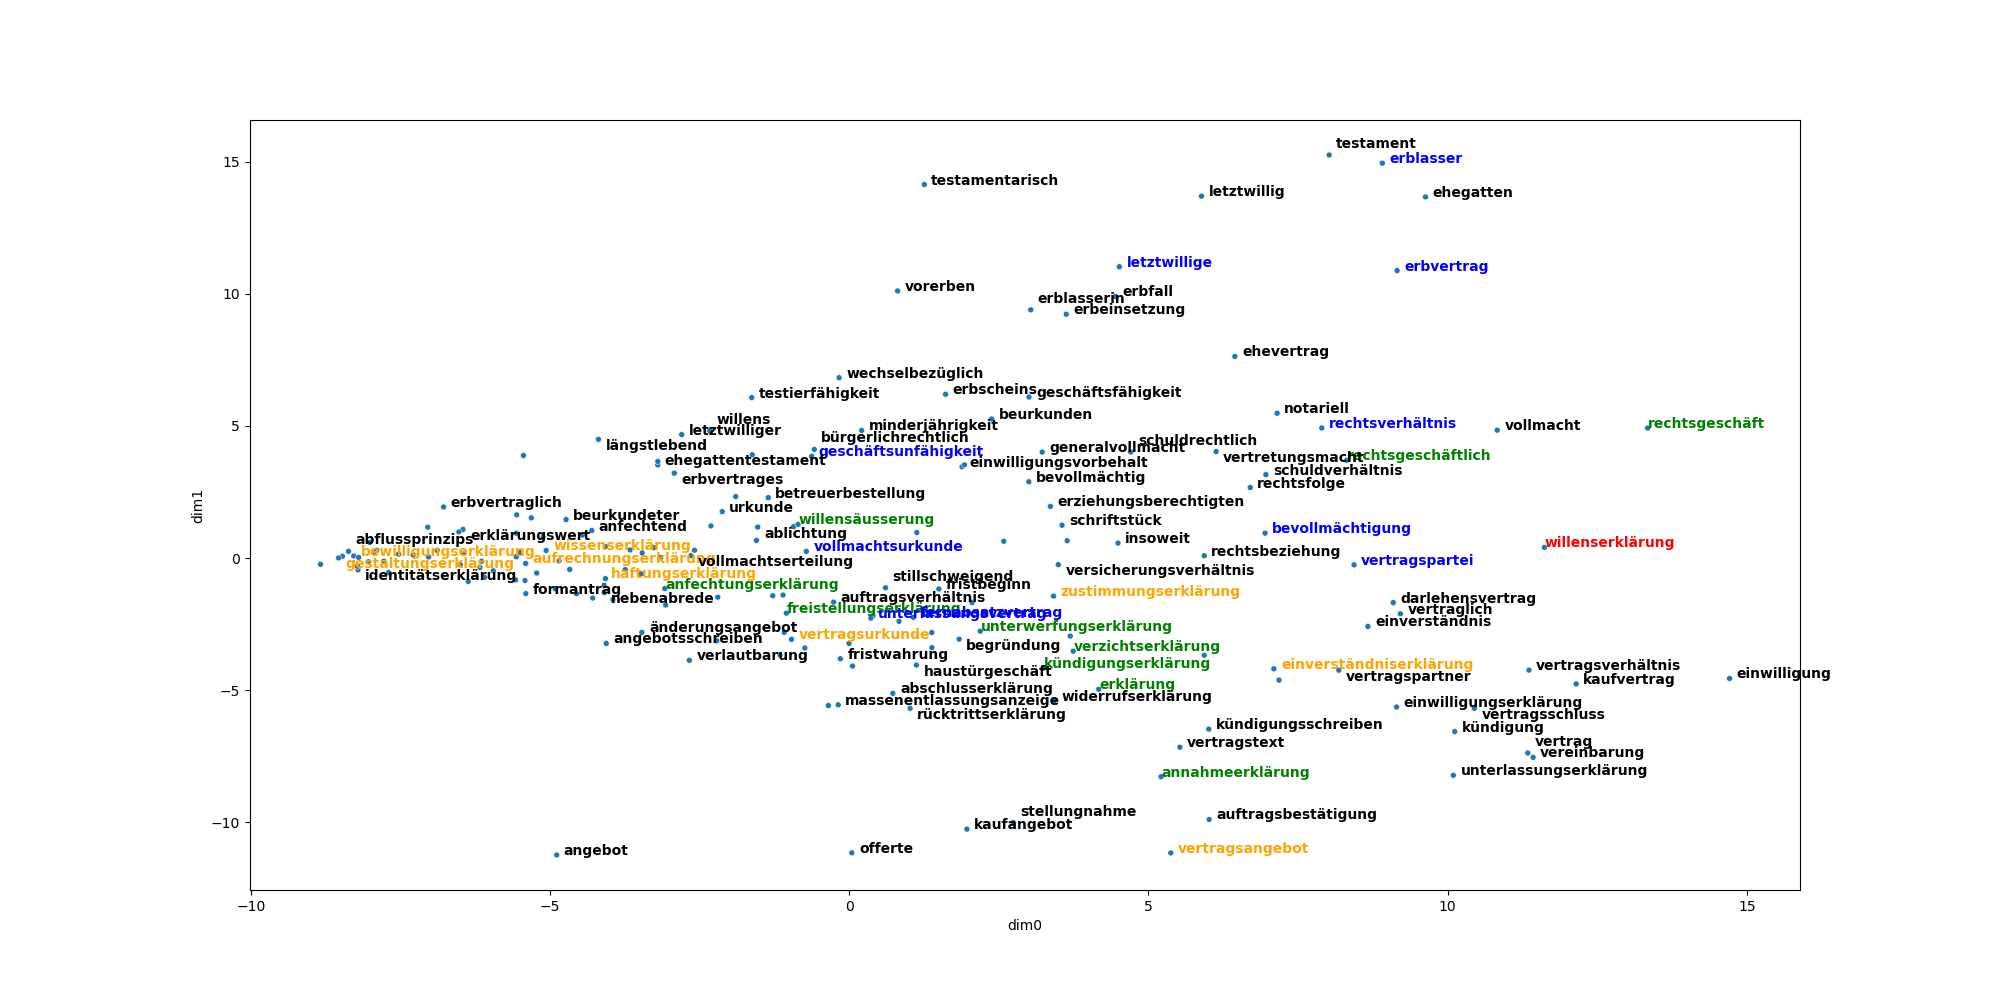 testament
erblasser
testamentarisch
letztwillig
ehegatten
15
letztwillige
erbvertrag
vorerben
erbfall
10
erblasserin
erbeinsetzung
ehevertrag
wechselbezüglich
testierfähigkeit
erbscheins
geschäftsfähigkeit
notariell
beurkunden
willens
rechtsverhältnis
vollmacht
rechtsgeschäft
5
minderjährigkeit
letztwilliger
bürgerlichrechtlich
schuldrechtlich
längstlebend
generalvollmacht
geschäftsunfähigkeit
rechtsgeschäftlich
vertretungsmacht
ehegattentestament
einwilligungsvorbehalt
schuldverhältnis
erbvertrages
bevollmächtig
rechtsfolge
betreuerbestellung
erbvertraglich
erziehungsberechtigten
urkunde
beurkundeter
willensäusserung
schriftstück
anfechtend
bevollmächtigung
dim1
erklärungswert
ablichtung
abflussprinzips
insoweit
willenserklärung
wissenserklärung
vollmachtsurkunde
bewilligungserklärung
rechtsbeziehung
0
aufrechnungserklärung
vollmachtserteilung
vertragspartei
gestaltungserklärung
identitätserklärung
haftungserklärung
versicherungsverhältnis
stillschweigend
anfechtungserklärung
fristbeginn
formantrag
zustimmungserklärung
nebenabrede
auftragsverhältnis
darlehensvertrag
freistellungserklärung
unterlassungsvertrag
vertraglich
änderungsangebot
unterwerfungserklärung
einverständnis
vertragsurkunde
angebotsschreiben
begründung
verzichtserklärung
verlautbarung
fristwahrung
kündigungserklärung
einverständniserklärung
vertragsverhältnis
haustürgeschäft
vertragspartner
kaufvertrag
einwilligung
−5
abschlusserklärung
erklärung
massenentlassungsanzeige
widerrufserklärung
einwilligungserklärung
rücktrittserklärung
vertragsschluss
kündigungsschreiben
kündigung
vertragstext
vertrag
vereinbarung
annahmeerklärung
unterlassungserklärung
stellungnahme
auftragsbestätigung
−10
kaufangebot
angebot
offerte
vertragsangebot
−10 −5 0 5 10 15
dim0